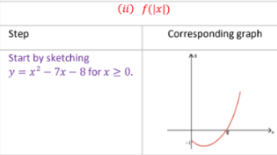 (ii) f(|x|)
Step
Corresponding graph
Start by sketching
y = x² − 7x − 8 for x ≥ 0.